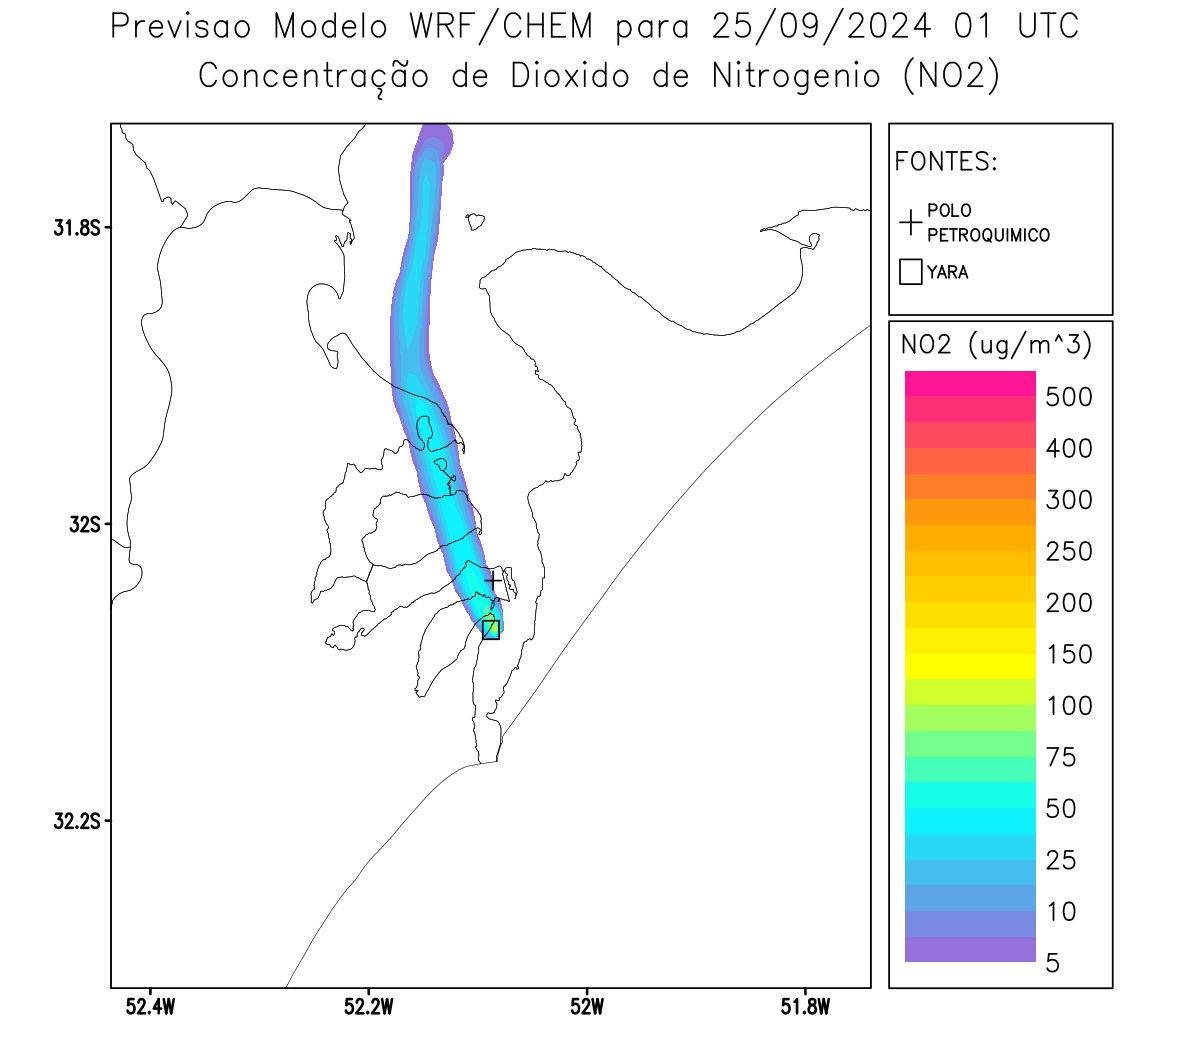 Previsao Modelo WRF/CHEM para 25/09/2024 01 UTC
Concentração de Dioxido de Nitrogenio (NO2)
FONTES:
POLO
PETROQUIMICO
YARA
NO2 (ug/m^3)
500
400
300
250
200
150
100
75
50
25
10
5
31.8S
32S
32.2S
52.4W
52.2W
52W
51.8W